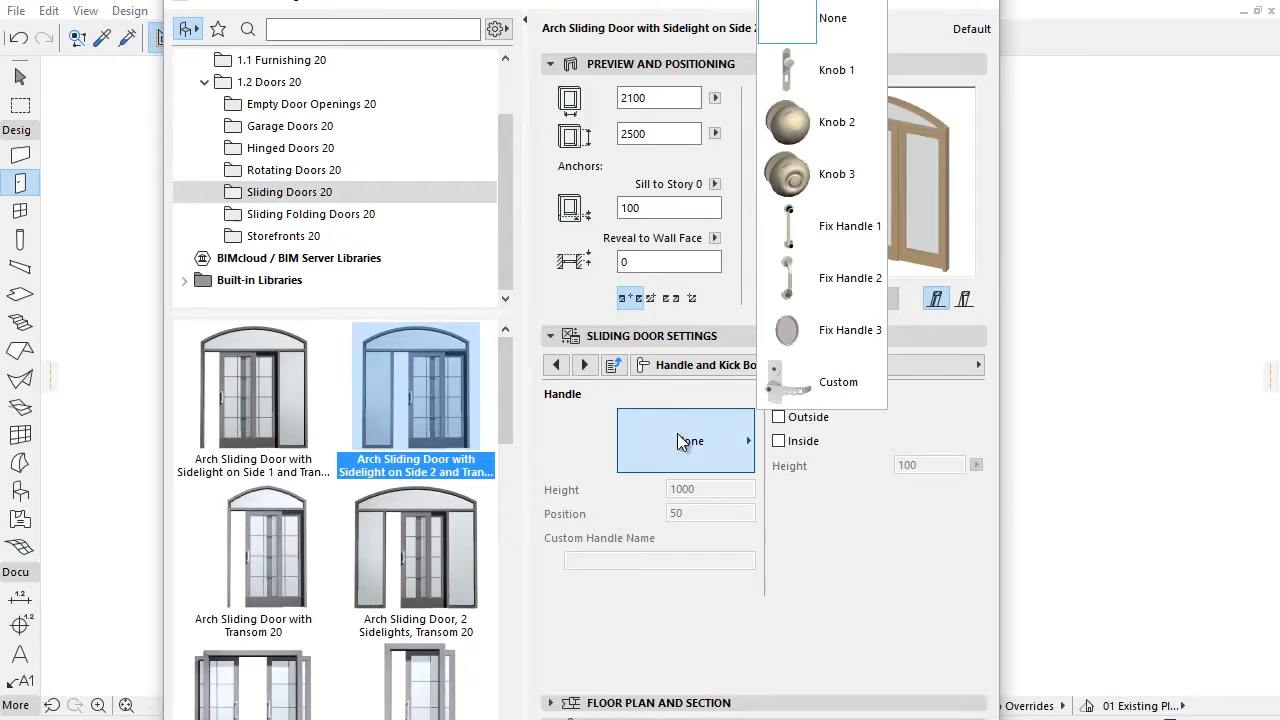 File Edit View Design
Arch Sliding Door with Sidelight on Side 2
Default
1.1 Furnishing 20
1.2 Doors 20
Empty Door Openings 20
Garage Doors 20
Hinged Doors 20
Rotating Doors 20
Sliding Doors 20
Sliding Folding Doors 20
Storefronts 20
BIMcloud / BIM Server Libraries
Built-in Libraries
Desig
Docu
1.2
1.2
A
A1
More
Arch Sliding Door with
Sidelight on Side 1 and Tran...
Arch Sliding Door with
Sidelight on Side 2 and Tran...
Arch Sliding Door with
Transom 20
Arch Sliding Door, 2
Sidelights, Transom 20
PREVIEW AND POSITIONING
2100
2500
Anchors:
Sill to Story 0
100
Reveal to Wall Face
0
SLIDING DOOR SETTINGS
Handle and Kick Bo
Handle
Height 1000
Position 50
Custom Handle Name
None
Knob 1
Knob 2
Knob 3
Fix Handle 1
Fix Handle 2
Fix Handle 3
Custom
Outside
Inside
Height 100
FLOOR PLAN AND SECTION
Overrides
01 Existing Pl...